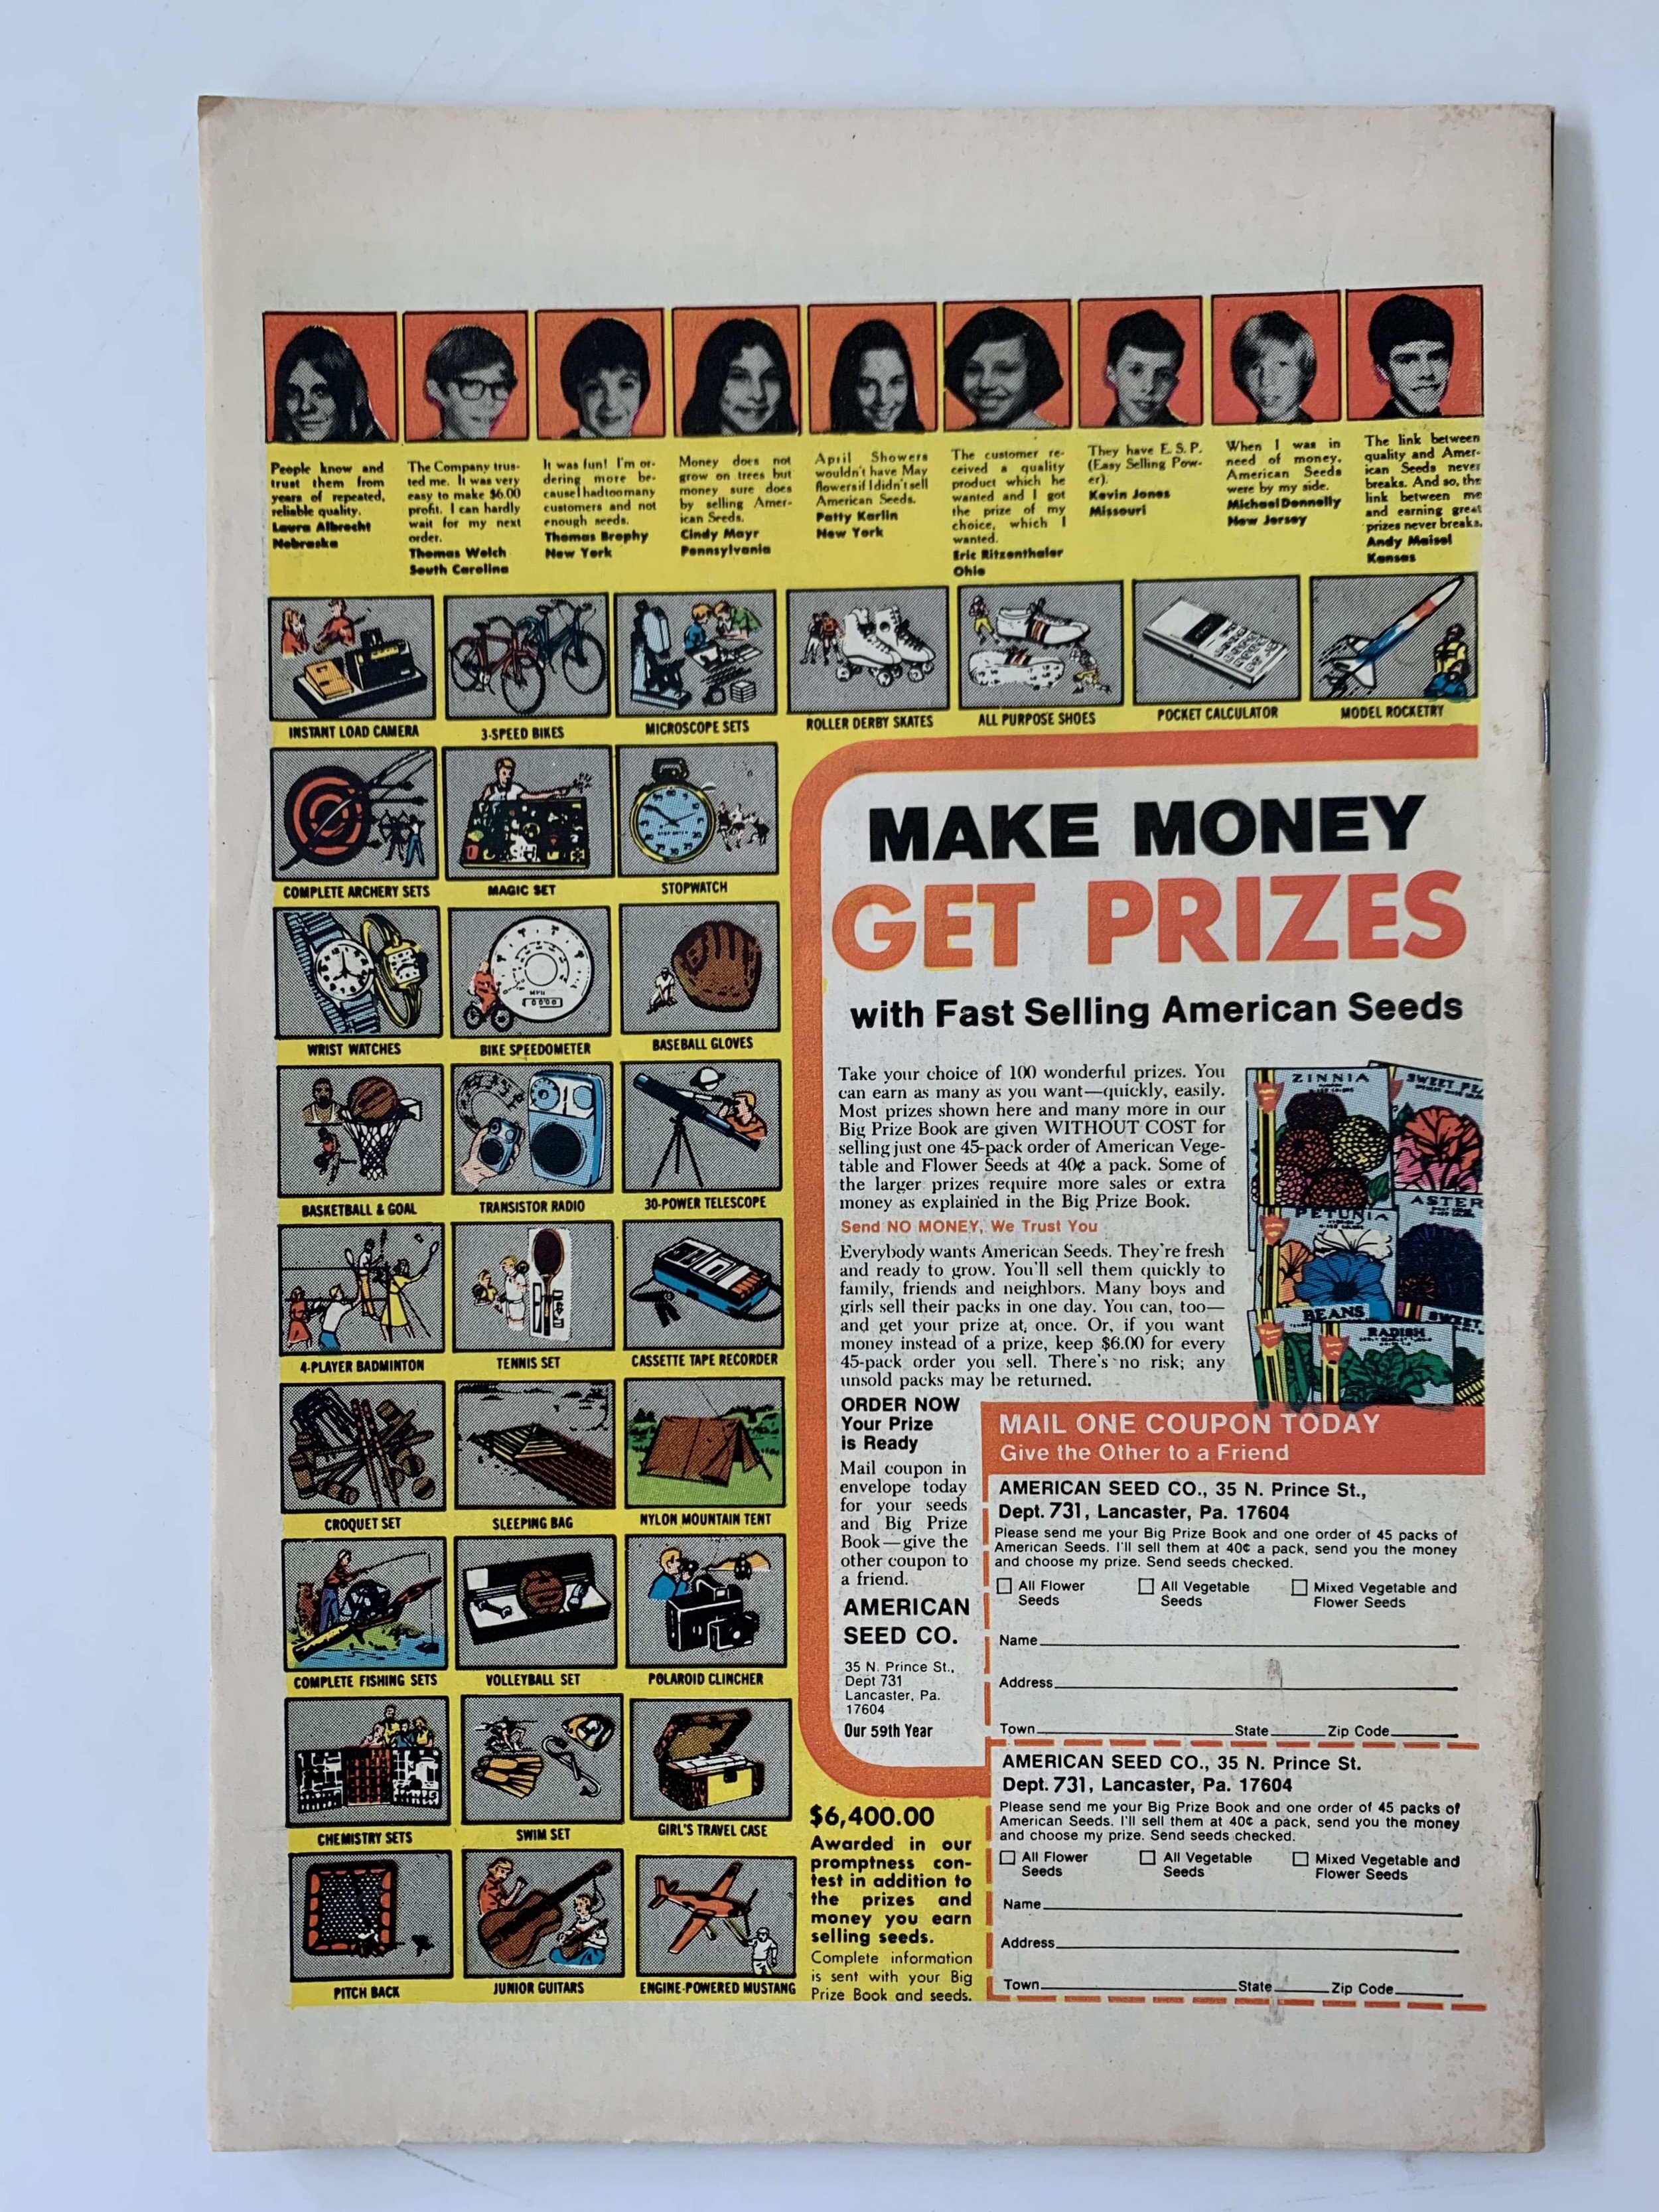 People know and
trust them from
years of repeated,
reliable quality.
Laura Albrecht
Nebraska
The Company trus-
ted me. It was very
easy to make $6.00
profit. I can hardly
wait for my next
order.
Thomas Welch
South Carolina
It was fun! I'm or-
dering more be-
cause I had too many
customers and not
enough seeds.
Thomas Brophy
New York
Money does not
grow on trees but
money sure does
by selling Amer-
ican Seeds.
Cindy Mayr
Pennsylvania
April Showers
wouldn't have May
flowers if I didn't sell
American Seeds.
Patty Karlin
New York
The customer re-
ceived a quality
product which he
wanted and I got
the prize of my
choice, which I
wanted.
Eric Ritzenthaler
Ohio
They have E.S.P.
(Easy Selling Pow-
er).
Kevin Jones
Missouri
When I was in
need of money,
American Seeds
were by my side.
Michael Donnelly
New Jersey
The link between
quality and Amer-
ican Seeds never
breaks. And so, the
link between me
and earning great
prizes never breaks.
Andy Meisel
Kansas
INSTANT LOAD CAMERA
3-SPEED BIKES
MICROSCOPE SETS
ROLLER DERBY SKATES
ALL PURPOSE SHOES
POCKET CALCULATOR
MODEL ROCKETRY
COMPLETE ARCHERY SETS
MAGIC SET
STOPWATCH
WRIST WATCHES
MPH
BIKE SPEEDOMETER
BASEBALL GLOVES
BASKETBALL & GOAL
TRANSISTOR RADIO
30-POWER TELESCOPE
4-PLAYER BADMINTON
TENNIS SET
CASSETTE TAPE RECORDER
CROQUET SET
SLEEPING BAG
NYLON MOUNTAIN TENT
COMPLETE FISHING SETS
VOLLEYBALL SET
POLAROID CLINCHER
CHEMISTRY SETS
SWIM SET
GIRL'S TRAVEL CASE
PITCH BACK
JUNIOR GUITARS
ENGINE-POWERED MUSTANG
MAKE MONEY
GET PRIZES
with Fast Selling American Seeds
Take your choice of 100 wonderful prizes. You
can earn as many as you want—quickly, easily.
Most prizes shown here and many more in our
Big Prize Book are given WITHOUT COST for
selling just one 45-pack order of American Vege-
table and Flower Seeds at 40¢ a pack. Some of
the larger prizes require more sales or extra
money as explained in the Big Prize Book.
Send NO MONEY, We Trust You
Everybody wants American Seeds. They're fresh
and ready to grow. You'll sell them quickly to
family, friends and neighbors. Many boys and
girls sell their packs in one day. You can, too—
and get your prize at once. Or, if you want
money instead of a prize, keep $6.00 for every
45-pack order you sell. There's no risk; any
unsold packs may be returned.
ZINNIA
SWEET PE
ASTER
PETUNIA
BEANS
SWEET
RADISH
ORDER NOW
Your Prize
is Ready
Mail coupon in
envelope today
for your seeds
and Big Prize
Book—give the
other coupon to
a friend.
AMERICAN
SEED CO.
35 N. Prince St.,
Dept 731
Lancaster, Pa.
17604
Our 59th Year
MAIL ONE COUPON TODAY
Give the Other to a Friend
AMERICAN SEED CO., 35 N. Prince St.,
Dept. 731, Lancaster, Pa. 17604
Please send me your Big Prize Book and one order of 45 packs of
American Seeds. I'll sell them at 40¢ a pack, send you the money
and choose my prize. Send seeds checked.
All Flower
Seeds
All Vegetable
Seeds
Mixed Vegetable and
Flower Seeds
Name
Address
Town State Zip Code
AMERICAN SEED CO., 35 N. Prince St.
Dept. 731, Lancaster, Pa. 17604
Please send me your Big Prize Book and one order of 45 packs of
American Seeds. I'll sell them at 40¢ a pack, send you the money
and choose my prize. Send seeds checked.
All Flower
Seeds
All Vegetable
Seeds
Mixed Vegetable and
Flower Seeds
Name
Address
Town State Zip Code
$6,400.00
Awarded in our
promptness con-
test in addition to
the prizes and
money you earn
selling seeds.
Complete information
is sent with your Big
Prize Book and seeds.